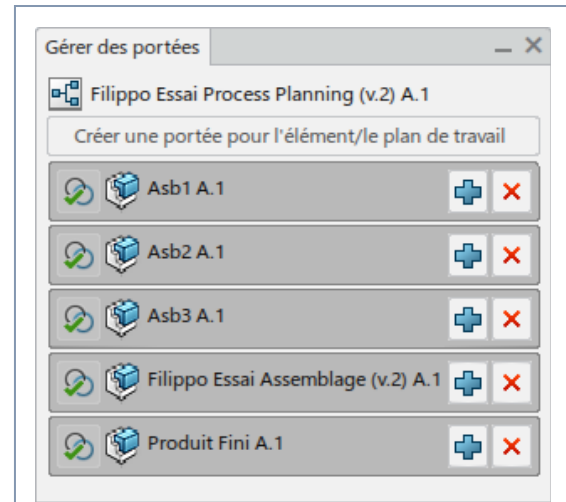 Gérer des portées
Filippo Essai Process Planning (v.2) A.1
Créer une portée pour l'élément/le plan de travail
Asb1 A.1
Asb2 A.1
Asb3 A.1
Filippo Essai Assemblage (v.2) A.1
Produit Fini A.1